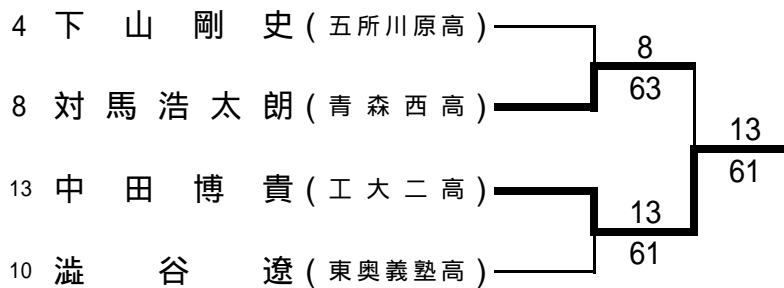 4 下山剛史(五所川原高)
8 対馬浩太朗(青森西高)
13 中田博貴(工大二高)
10 澁谷遼(東奥義塾高)
8
63
13
61
13
61